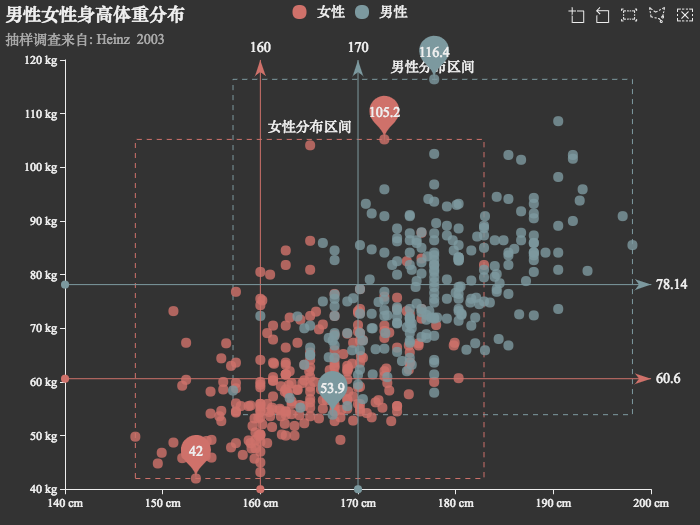 男性女性身高体重分布
女性 男性
抽样调查来自: Heinz 2003
160 170
116.4
男性分布区间
105.2
女性分布区间
120 kg
110 kg
100 kg
90 kg
80 kg
70 kg
60 kg
50 kg
40 kg
78.14
60.6
53.9
42
140 cm 150 cm 160 cm 170 cm 180 cm 190 cm 200 cm